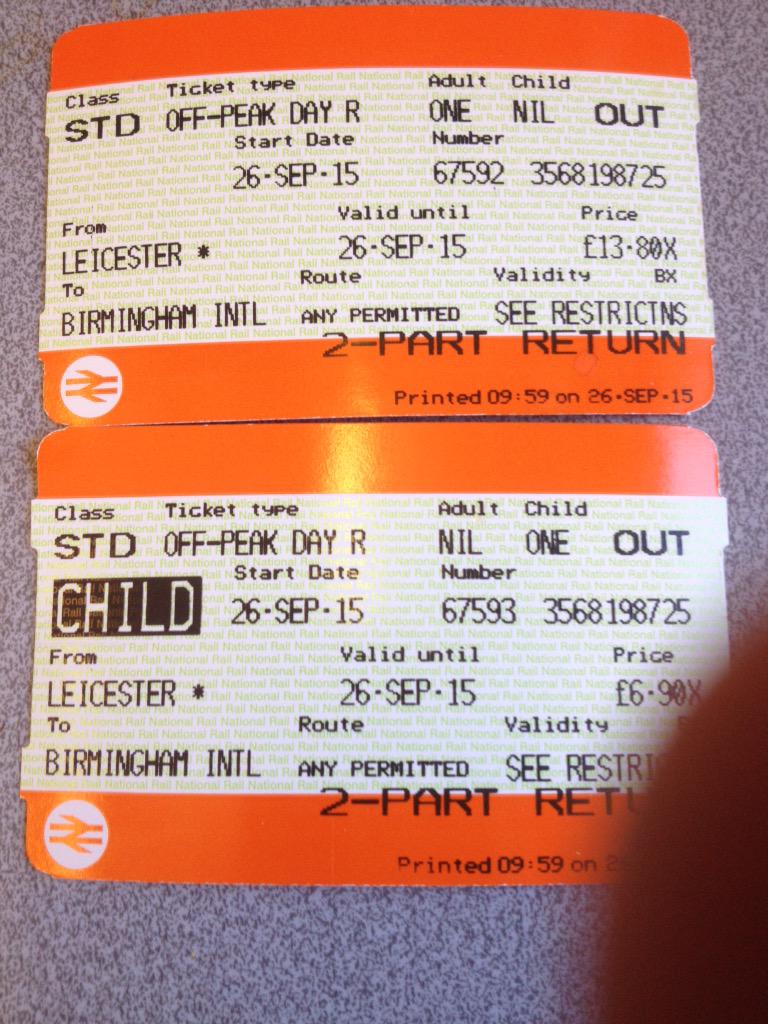 Class Ticket type Adult Child
STD OFF-PEAK DAY R ONE NIL OUT
Start Date Number
26·SEP·15 67592 3568198725
From Valid until Price
LEICESTER * 26·SEP·15 £13·80X
To Route Validity BX
BIRMINGHAM INTL ANY PERMITTED SEE RESTRICTNS
2-PART RETURN
Printed 09:59 on 26·SEP·15
Class Ticket type Adult Child
STD OFF-PEAK DAY R NIL ONE OUT
Start Date Number
CHILD 26·SEP·15 67593 3568198725
From Valid until Price
LEICESTER * 26·SEP·15 £6·90X
To Route Validity
BIRMINGHAM INTL ANY PERMITTED SEE RESTRI
2-PART RETU
Printed 09:59 on